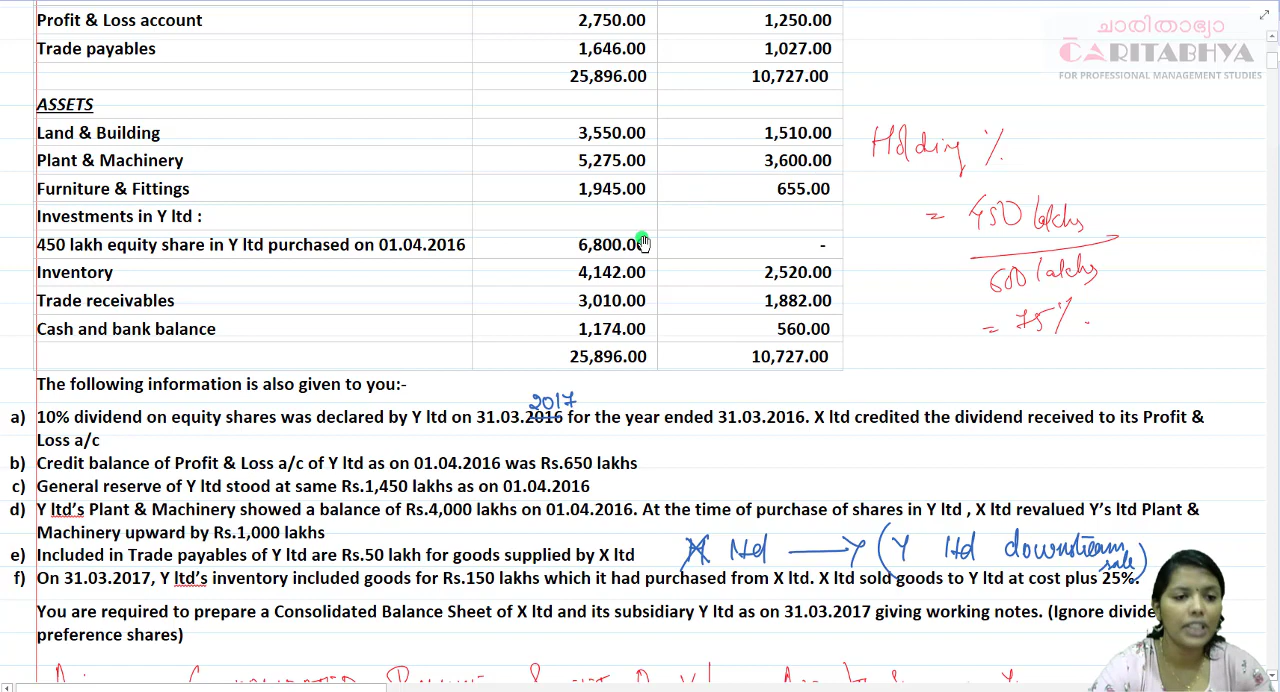 Profit & Loss account 2,750.00 1,250.00
ചാരിതാഭ്യാ
Trade payables 1,646.00 1,027.00
CARITABHYA
25,896.00 10,727.00
FOR PROFESSIONAL MANAGEMENT STUDIES
ASSETS
Land & Building 3,550.00 1,510.00
Holding %
Plant & Machinery 5,275.00 3,600.00
Furniture & Fittings 1,945.00 655.00
Investments in Y ltd :
= 450 lakhs
450 lakh equity share in Y ltd purchased on 01.04.2016 6,800.00 -
Inventory 4,142.00 2,520.00
600 lakhs
Trade receivables 3,010.00 1,882.00
= 75%.
Cash and bank balance 1,174.00 560.00
25,896.00 10,727.00
The following information is also given to you:-
2017
a) 10% dividend on equity shares was declared by Y ltd on 31.03.2016 for the year ended 31.03.2016. X ltd credited the dividend received to its Profit &
Loss a/c
b) Credit balance of Profit & Loss a/c of Y ltd as on 01.04.2016 was Rs.650 lakhs
c) General reserve of Y ltd stood at same Rs.1,450 lakhs as on 01.04.2016
d) Y ltd's Plant & Machinery showed a balance of Rs.4,000 lakhs on 01.04.2016. At the time of purchase of shares in Y ltd , X ltd revalued Y's ltd Plant &
Machinery upward by Rs.1,000 lakhs
e) Included in Trade payables of Y ltd are Rs.50 lakh for goods supplied by X ltd
ltd → Y (Y ltd downstream
sale)
f) On 31.03.2017, Y ltd's inventory included goods for Rs.150 lakhs which it had purchased from X ltd. X ltd sold goods to Y ltd at cost plus 25%.
You are required to prepare a Consolidated Balance Sheet of X ltd and its subsidiary Y ltd as on 31.03.2017 giving working notes. (Ignore
preference shares)